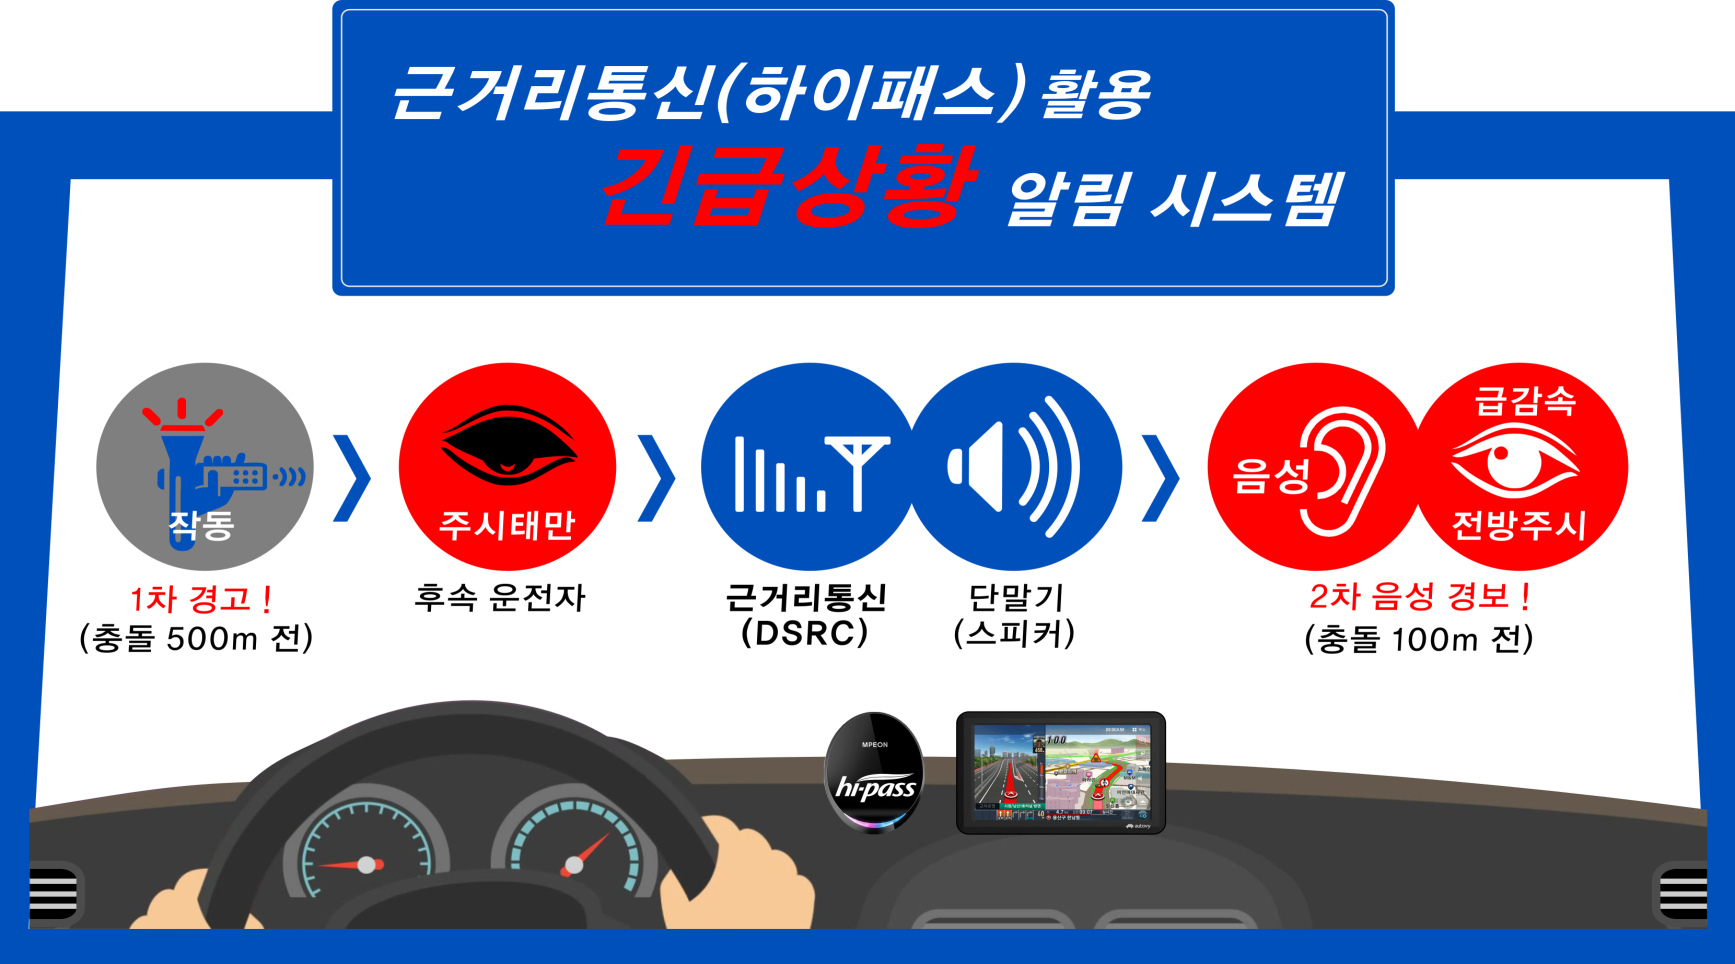 근거리통신(하이패스) 활용
긴급상황 알림 시스템
작동
1차 경고 !
(충돌 500m 전)
주시태만
후속 운전자
근거리통신
(DSRC)
단말기
(스피커)
음성
급감속
전방주시
2차 음성 경보 !
(충돌 100m 전)
MPEON
hi-pass
100
autovy